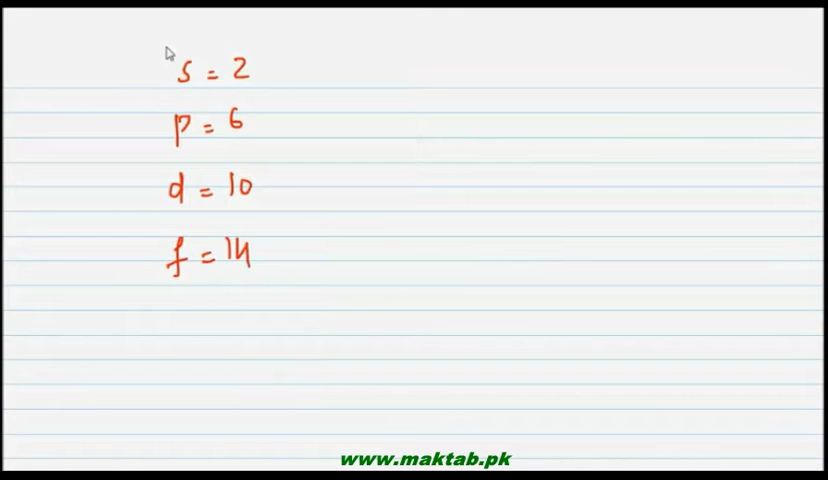 s = 2
p = 6
d = 10
f = 14
www.maktab.pk